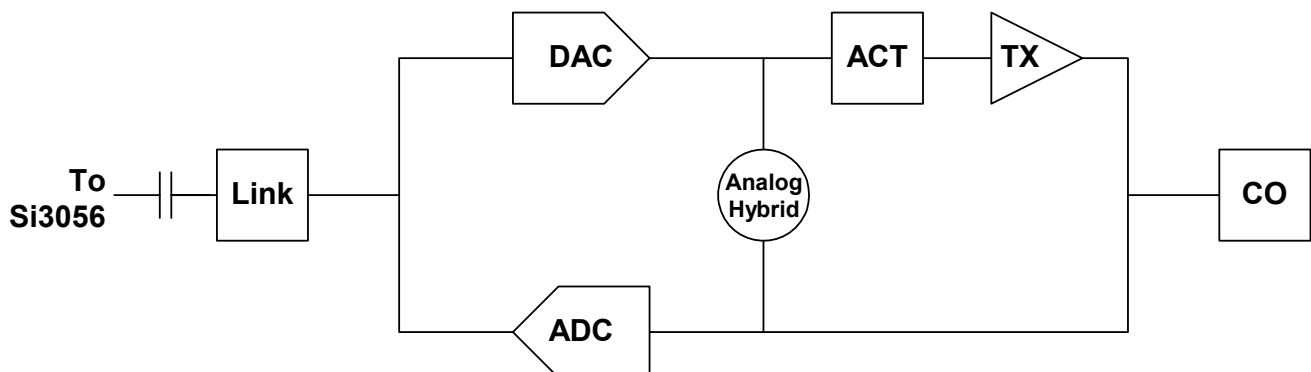 DAC
ACT
TX
To
Si3056
Link
Analog
Hybrid
CO
ADC